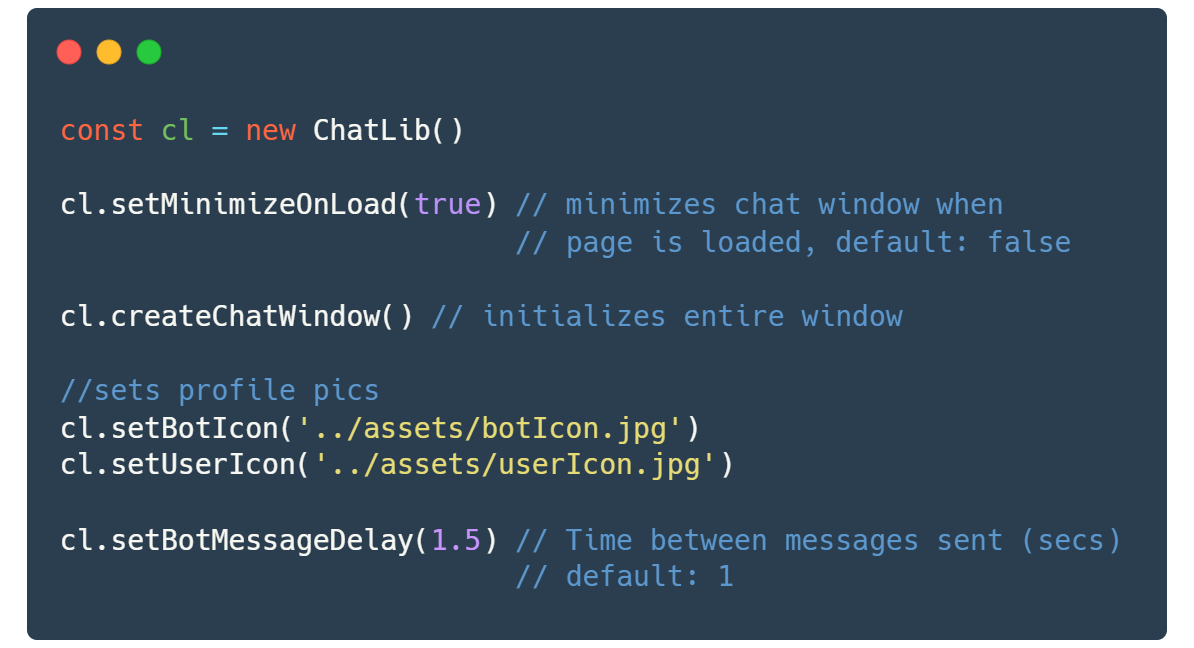 const cl = new ChatLib()
cl.setMinimizeOnLoad(true) // minimizes chat window when
// page is loaded, default: false
cl.createChatWindow() // initializes entire window
//sets profile pics
cl.setBotIcon('../assets/botIcon.jpg')
cl.setUserIcon('../assets/userIcon.jpg')
cl.setBotMessageDelay(1.5) // Time between messages sent (secs)
// default: 1